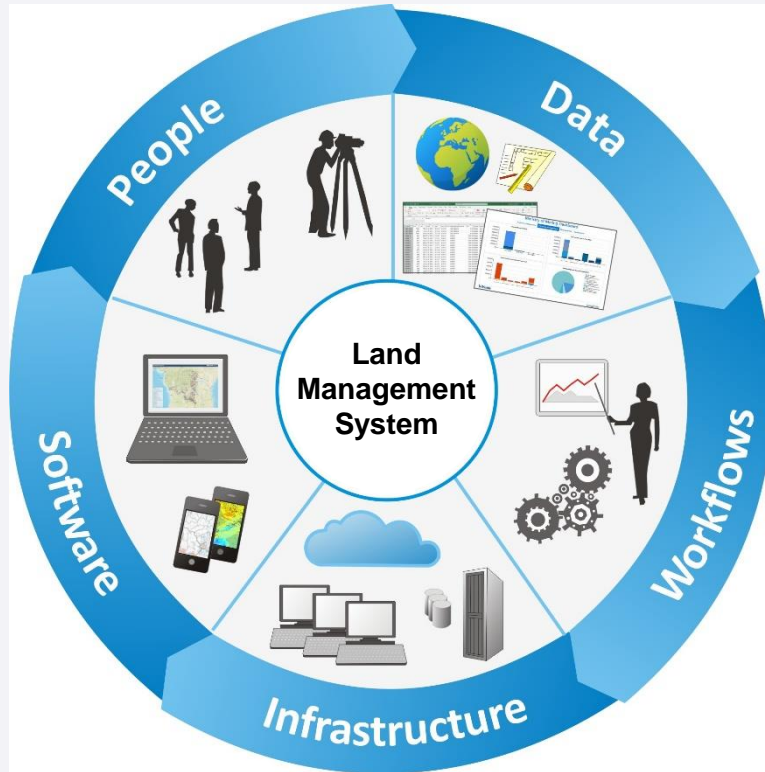 People
Data
Land
Management
System
Software
Workflows
Infrastructure